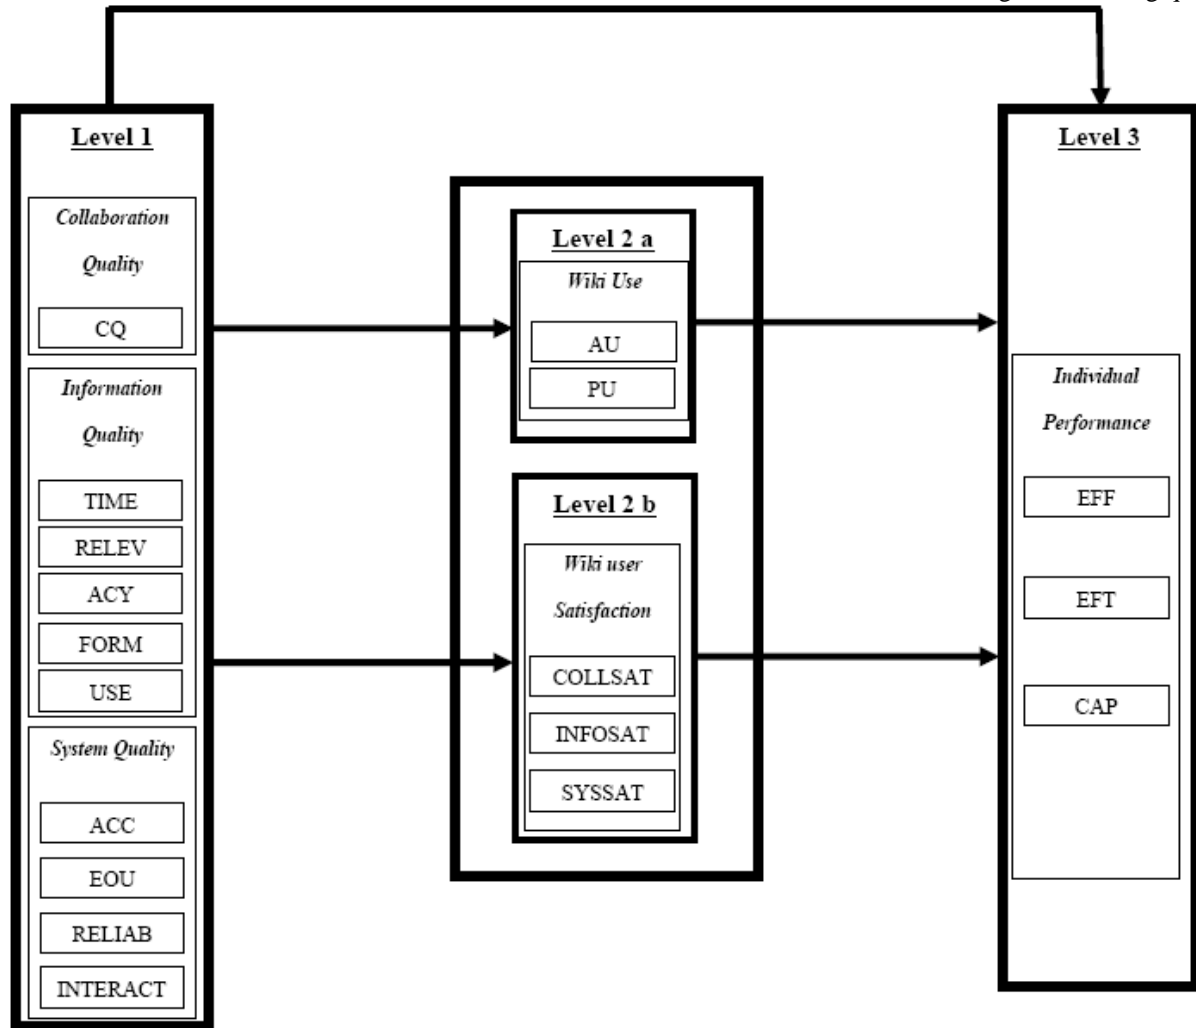 Level 1
Collaboration
Quality
CQ
Information
Quality
TIME
RELEV
ACY
FORM
USE
System Quality
ACC
EOU
RELIAB
INTERACT
Level 2 a
Wiki Use
AU
PU
Level 2 b
Wiki user
Satisfaction
COLLSAT
INFOSAT
SYSSAT
Level 3
Individual
Performance
EFF
EFT
CAP